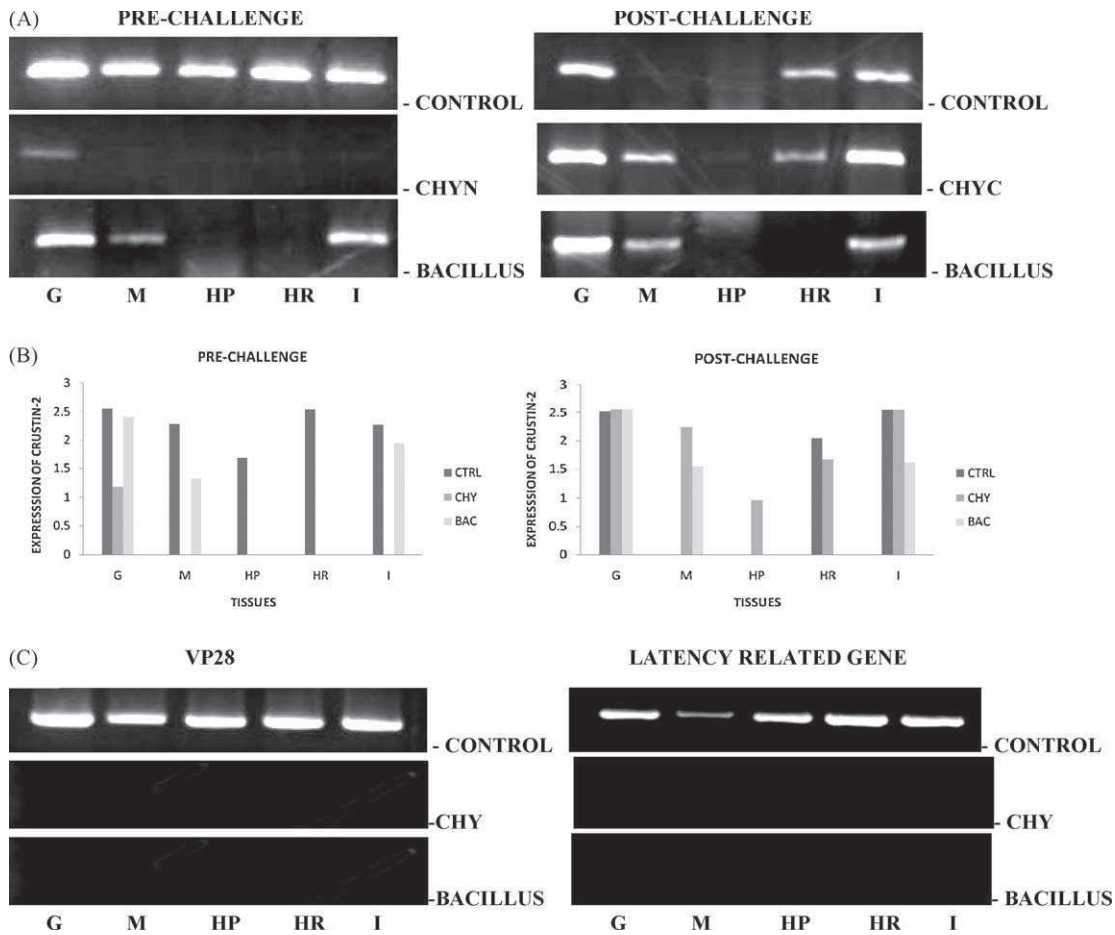 (A) PRE-CHALLENGE POST-CHALLENGE
- CONTROL - CONTROL
- CHYN - CHYC
- BACILLUS - BACILLUS
G M HP HR I G M HP HR I
(B)
PRE-CHALLENGE
EXPRESSION OF CRUSTIN-2
3
2.5
2
1.5
1
0.5
0
G M HP HR I
TISSUES
CTRL
CHY
BAC
POST-CHALLENGE
EXPRESSSION OF CRUSTIN-2
3
2.5
2
1.5
1
0.5
0
G M HP HR I
TISSUES
CTRL
CHY
BAC
(C) VP28 LATENCY RELATED GENE
- CONTROL - CONTROL
-CHY - CHY
-BACILLUS - BACILLUS
G M HP HR I G M HP HR I